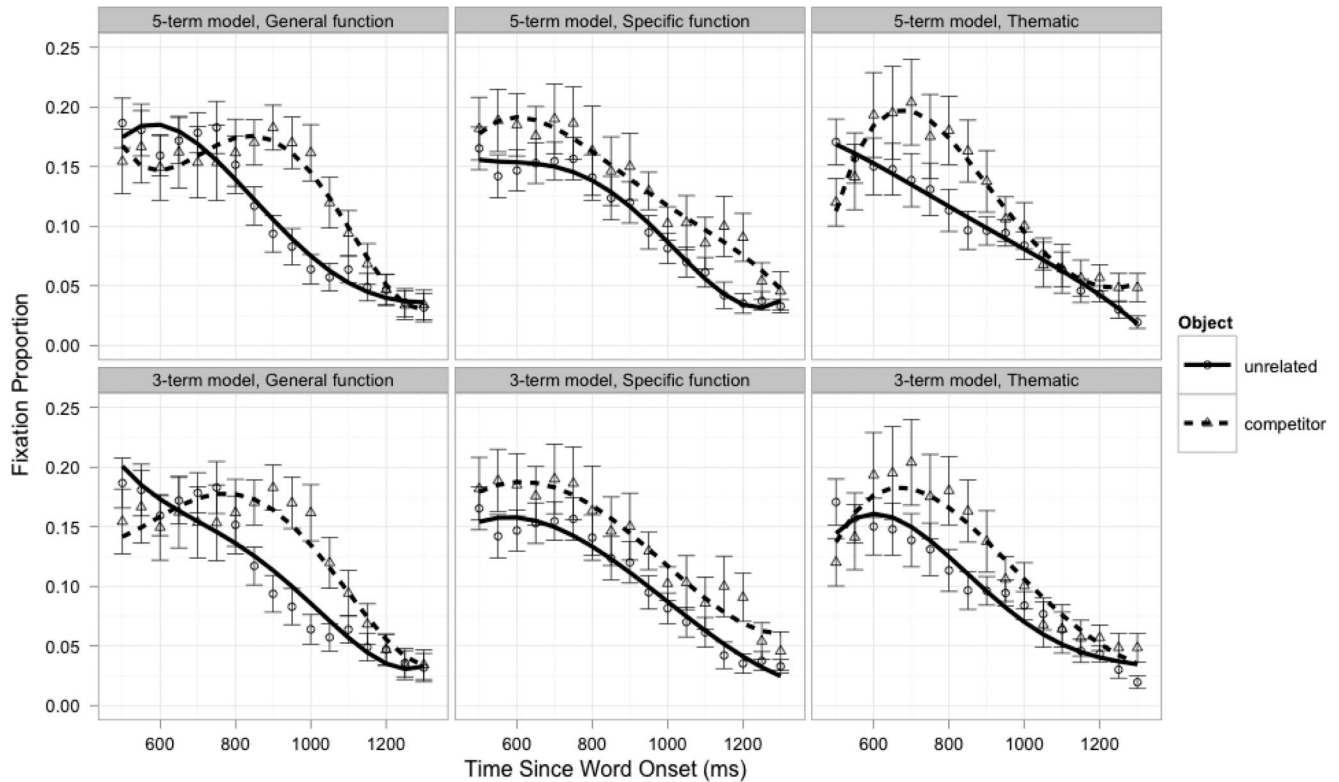 5-term model, General function
5-term model, Specific function
5-term model, Thematic
0.25
0.20
0.15
0.10
0.05
0.00
3-term model, General function
3-term model, Specific function
3-term model, Thematic
0.25
0.20
0.15
0.10
0.05
0.00
Fixation Proportion
600 800 1000 1200
600 800 1000 1200
600 800 1000 1200
Time Since Word Onset (ms)
Object
unrelated
competitor